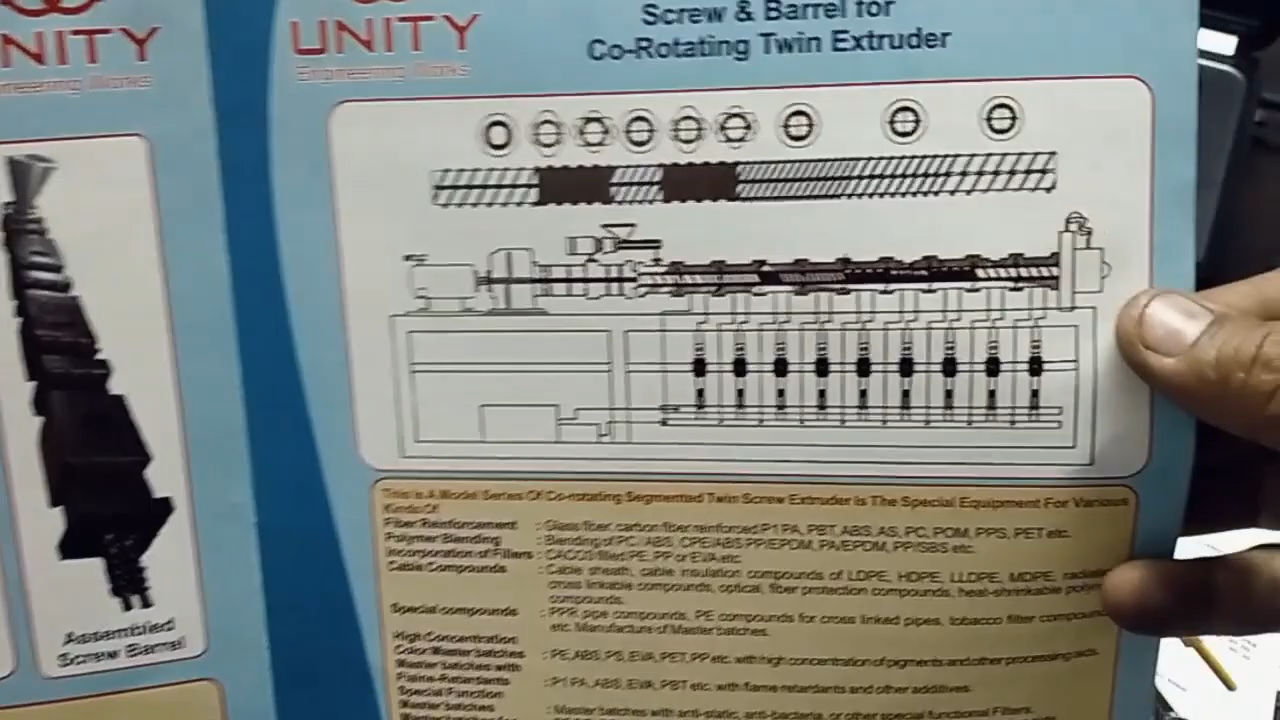 NITY
neering Works
Assembled
Screw Barrel
UNITY
Engineering Works
Screw & Barrel for
Co-Rotating Twin Extruder
This is A Model Series Of Co-rotating Segmented Twin Screw Extruder Is The Special Equipment For Various
Kinds Of
Fiber Reinforcement : Glass fiber, carbon fiber reinforced P1 PA, PBT, ABS, AS, PC, POM, PPS, PET etc.
Polymer Blending : Blending of PC, ABS, CPE/ABS PP/EPDM, PA/EPDM, PP/SBS etc.
Incorporation of Fillers : CACO3 filled PE, PP or EVA etc.
Cable Compounds : Cable sheath, cable insulation compounds of LDPE, HDPE, LLDPE, MDPE,
cross linkable compounds, optical, fiber protection compounds, heat-shrinkable
compounds.
Special compounds : PPR pipe compounds, PE compounds for cross linked pipes, tobacco filter
etc. Manufacture of Master batches.
High Concentration
Color Master batches : PE, ABS, PS, EVA, PET, PP etc. with high concentration of pigments and other processing aids.
Master batches with
Flame-Retardants : P1 PA, ABS, EVA, PBT etc. with flame retardants and other additives.
Special Function
Master batches : Master batches with anti-static, anti-bacteria, or other special functional Fillers.